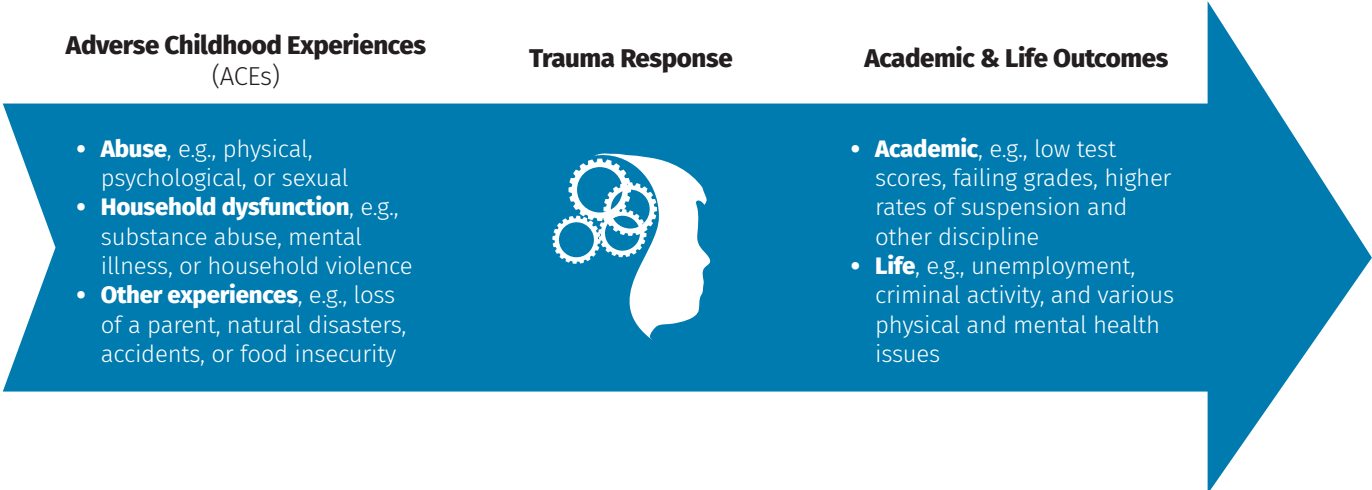 Adverse Childhood Experiences
(ACEs)
Trauma Response
Academic & Life Outcomes
• Abuse, e.g., physical,
psychological, or sexual
• Household dysfunction, e.g.,
substance abuse, mental
illness, or household violence
• Other experiences, e.g., loss
of a parent, natural disasters,
accidents, or food insecurity
• Academic, e.g., low test
scores, failing grades, higher
rates of suspension and
other discipline
• Life, e.g., unemployment,
criminal activity, and various
physical and mental health
issues